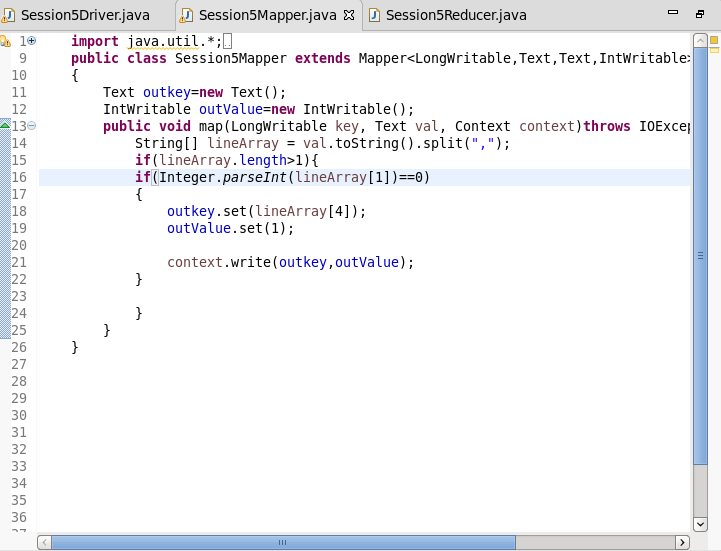 Session5Driver.java Session5Mapper.java Session5Reducer.java
1 import java.util.*;
9 public class Session5Mapper extends Mapper<LongWritable,Text,Text,IntWritable>
10 {
11 Text outkey=new Text();
12 IntWritable outValue=new IntWritable();
13 public void map(LongWritable key, Text val, Context context)throws IOExcep
14 String[] lineArray = val.toString().split(",");
15 if(lineArray.length>1){
16 if(Integer.parseInt(lineArray[1])==0)
17 {
18 outkey.set(lineArray[4]);
19 outValue.set(1);
20
21 context.write(outkey,outValue);
22 }
23
24 }
25 }
26 }
27
28
29
30
31
32
33
34
35
36
37